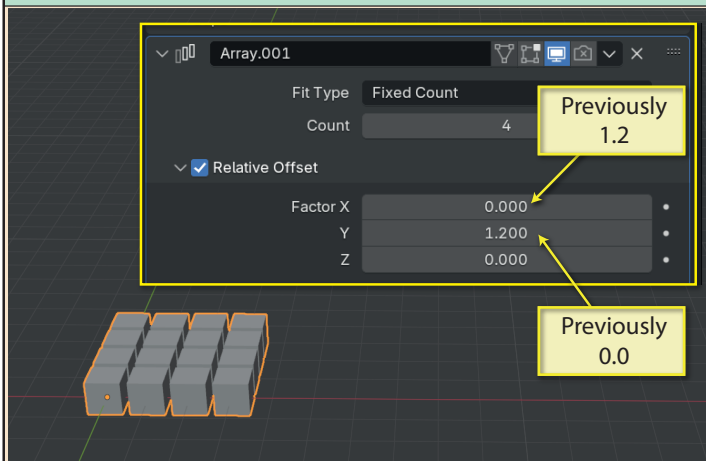 Array.001
Fit Type Fixed Count
Count 4
Previously
1.2
Relative Offset
Factor X 0.000
Y 1.200
Z 0.000
Previously
0.0